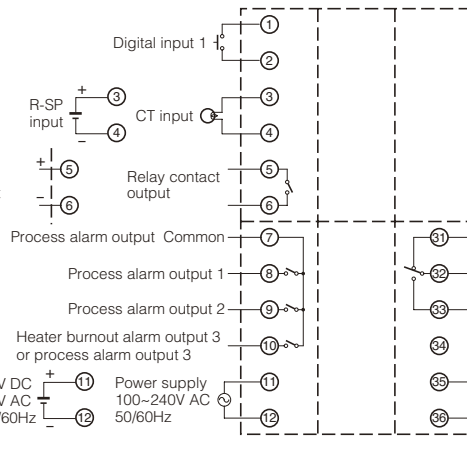 1
Digital input 1
2
+
3
3
R-SP
input
CT input
4
4
−
+
5
5
Relay contact
output
−
6
6
Process alarm output Common
7
31
Process alarm output 1
8
32
Process alarm output 2
9
33
Heater burnout alarm output 3
or process alarm output 3
10
34
+
V DC
V AC
/60Hz
−
11
12
Power supply
100~240V AC
50/60Hz
11
12
35
36